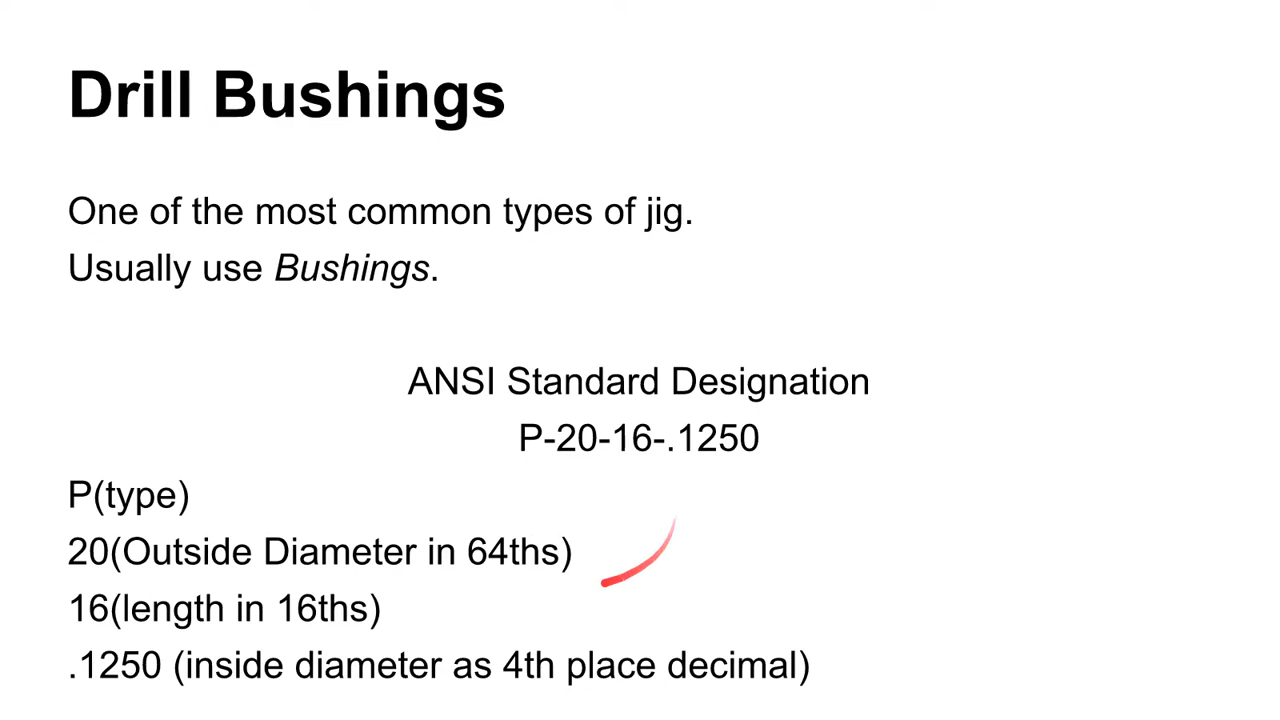 Drill Bushings
One of the most common types of jig.
Usually use Bushings.
ANSI Standard Designation
P-20-16-.1250
P(type)
20(Outside Diameter in 64ths)
16(length in 16ths)
.1250 (inside diameter as 4th place decimal)